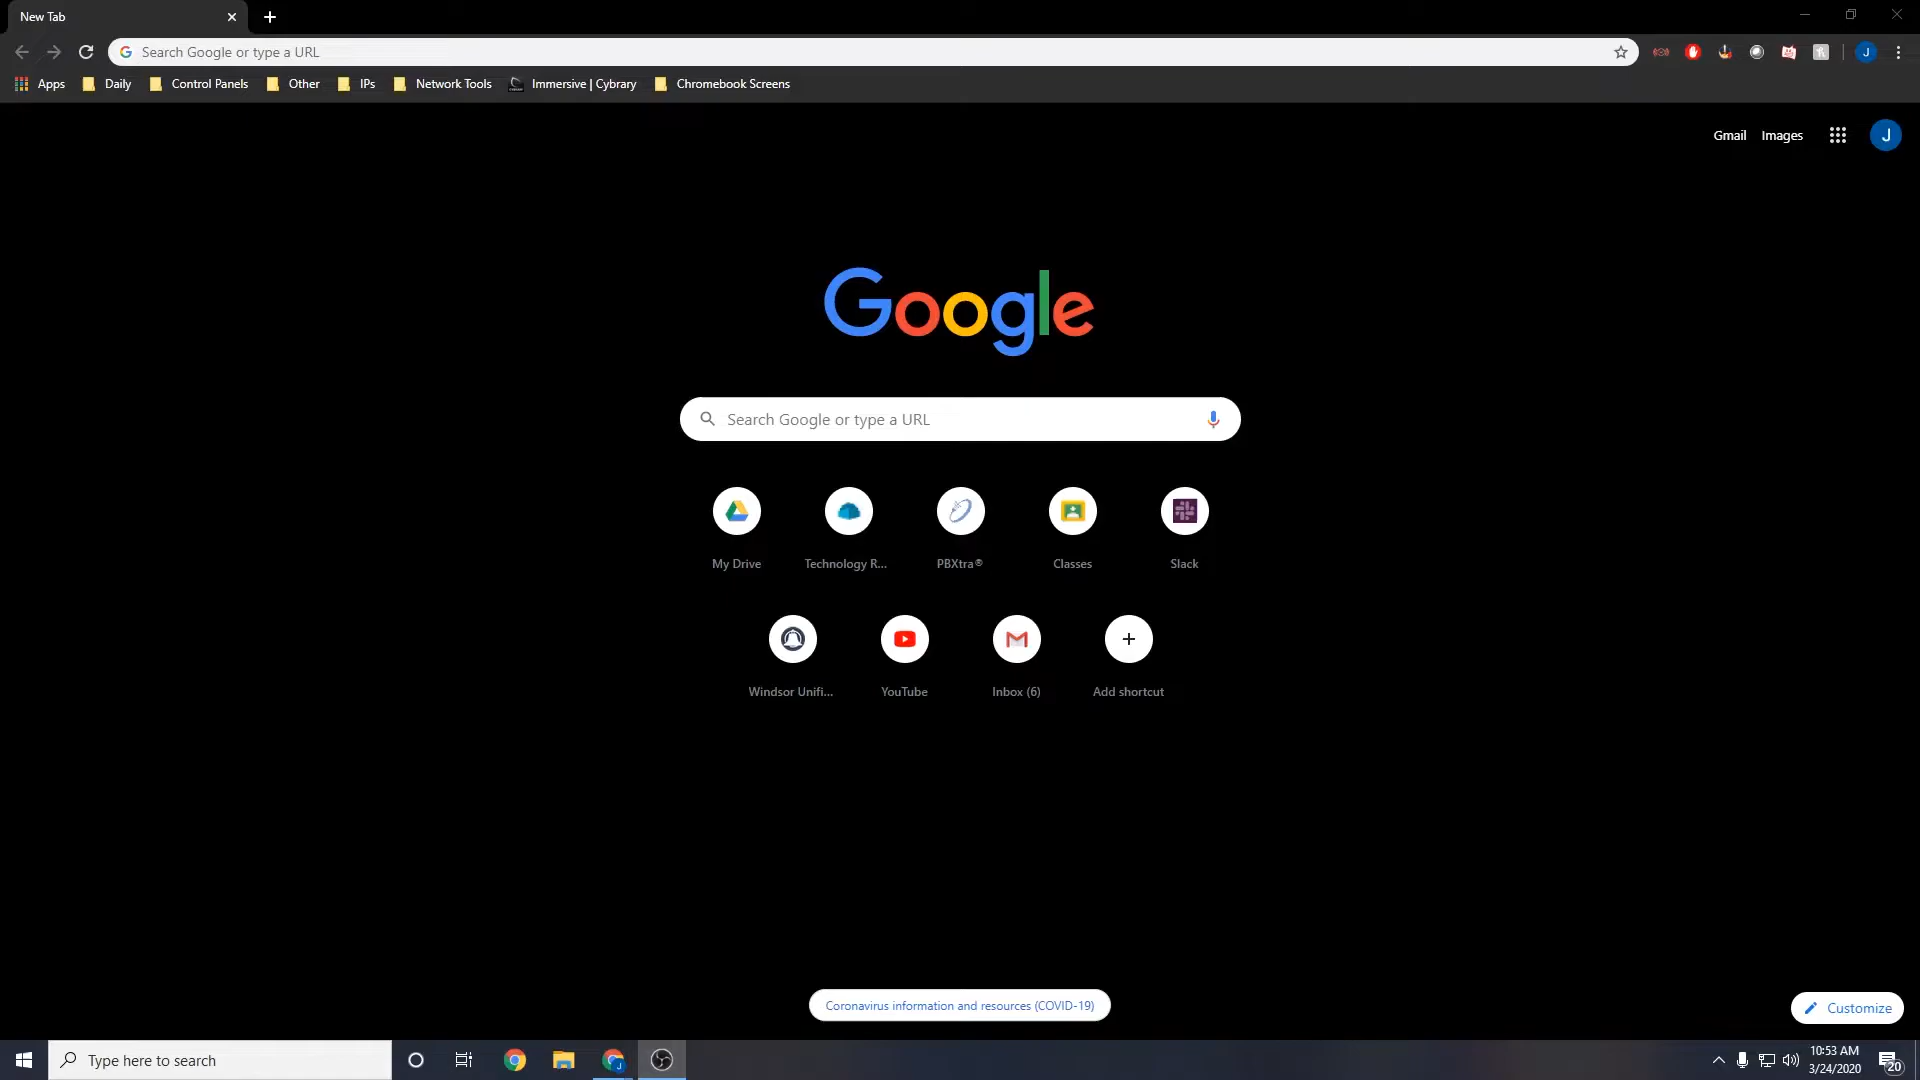 New Tab
Search Google or type a URL
J
Apps
Daily
Control Panels
Other
IPs
Network Tools
Immersive | Cybrary
Chromebook Screens
Gmail
Images
J
Google
Search Google or type a URL
My Drive
Technology R...
PBXtra®
Classes
Slack
Windsor Unifi...
YouTube
Inbox (6)
Add shortcut
Coronavirus information and resources (COVID-19)
Customize
Type here to search
J
10:53 AM
3/24/2020
20